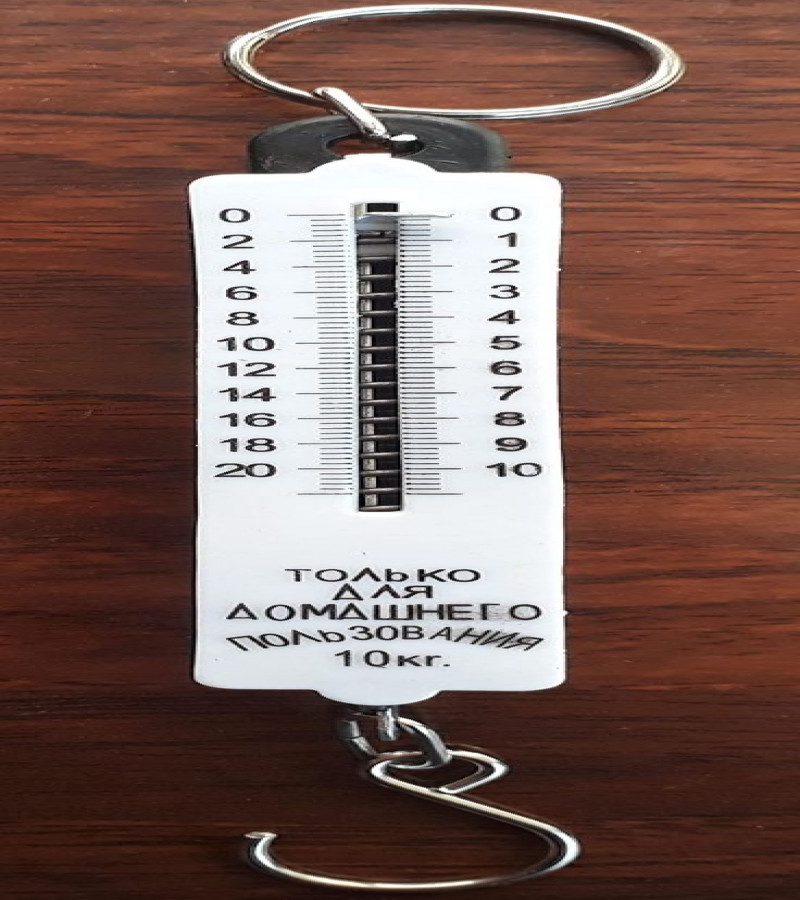 0 0
2 1
4 2
6 3
8 4
10 5
12 6
14 7
16 8
18 9
20 10
ТОЛЬКО
ДЛЯ
ДОМАШНЕГО
ПОЛЬЗОВАНИЯ
10кг.